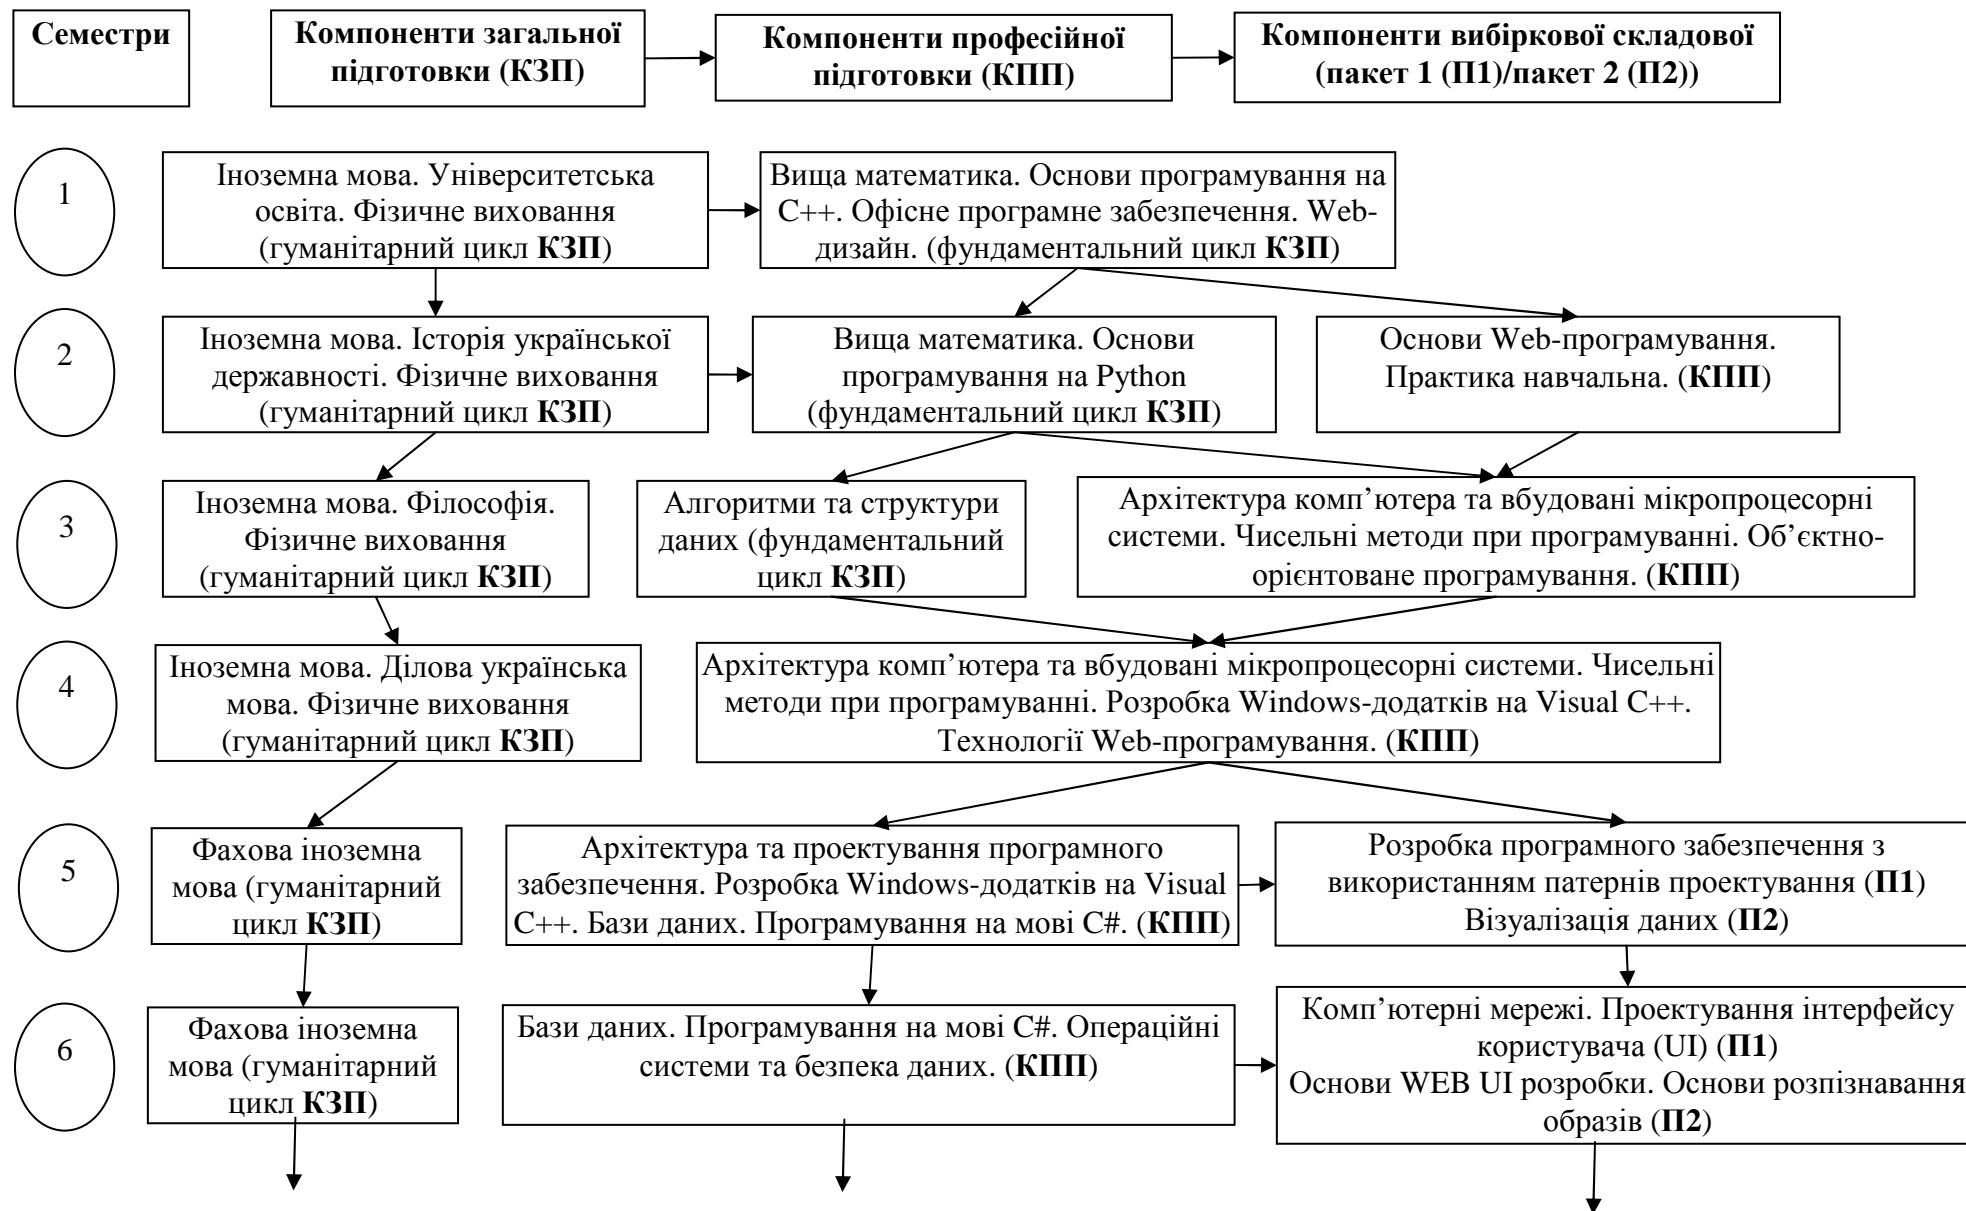 Семестри
Компоненти загальної
підготовки (КЗП)
Компоненти професійної
підготовки (КПП)
Компоненти вибіркової складової
(пакет 1 (П1)/пакет 2 (П2))
1
Іноземна мова. Університетська
освіта. Фізичне виховання
(гуманітарний цикл КЗП)
Вища математика. Основи програмування на
C++. Офісне програмне забезпечення. Web-
дизайн. (фундаментальний цикл КЗП)
2
Іноземна мова. Історія української
державності. Фізичне виховання
(гуманітарний цикл КЗП)
Вища математика. Основи
програмування на Python
(фундаментальний цикл КЗП)
Основи Web-програмування.
Практика навчальна. (КПП)
3
Іноземна мова. Філософія.
Фізичне виховання
(гуманітарний цикл КЗП)
Алгоритми та структури
даних (фундаментальний
цикл КЗП)
Архітектура комп’ютера та вбудовані мікропроцесорні
системи. Чисельні методи при програмуванні. Об’єктно-
орієнтоване програмування. (КПП)
4
Іноземна мова. Ділова українська
мова. Фізичне виховання
(гуманітарний цикл КЗП)
Архітектура комп’ютера та вбудовані мікропроцесорні системи. Чисельні
методи при програмуванні. Розробка Windows-додатків на Visual C++.
Технології Web-програмування. (КПП)
5
Фахова іноземна
мова (гуманітарний
цикл КЗП)
Архітектура та проектування програмного
забезпечення. Розробка Windows-додатків на Visual
C++. Бази даних. Програмування на мові C#. (КПП)
Розробка програмного забезпечення з
використанням патернів проектування (П1)
Візуалізація даних (П2)
6
Фахова іноземна
мова (гуманітарний
цикл КЗП)
Бази даних. Програмування на мові C#. Операційні
системи та безпека даних. (КПП)
Комп’ютерні мережі. Проектування інтерфейсу
користувача (UI) (П1)
Основи WEB UI розробки. Основи розпізнавання
образів (П2)